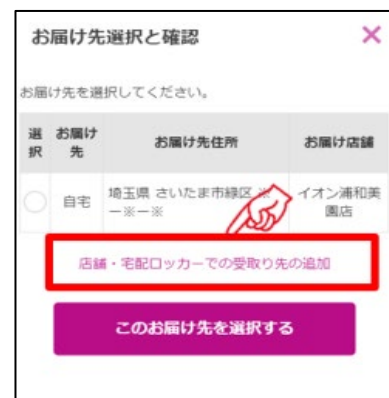 お届け先選択と確認
お届け先を選択してください。
選択 お届け先 お届け先住所 お届け店舗
自宅 埼玉県 さいたま市緑区 ※ー※ー※ イオン浦和美園店
店舗・宅配ロッカーでの受取り先の追加
このお届け先を選択する